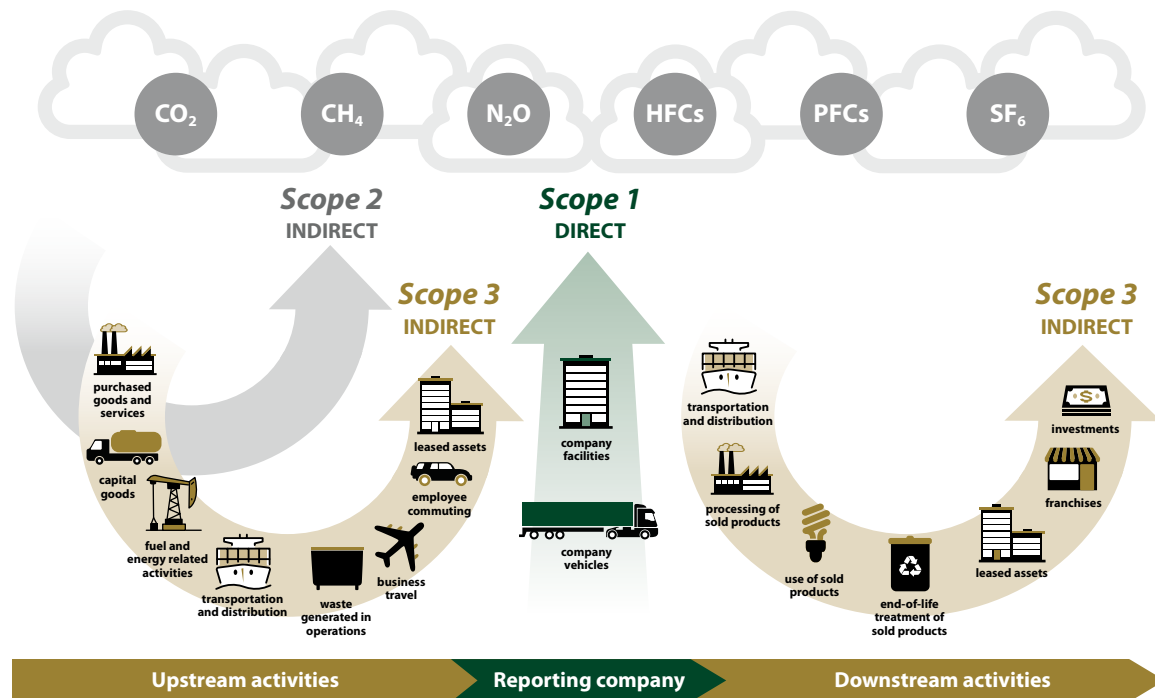 CO₂
CH₄
N₂O
HFCs
PFCs
SF₆
Scope 2
INDIRECT
Scope 1
DIRECT
Scope 3
INDIRECT
Scope 3
INDIRECT
purchased
goods and
services
capital
goods
fuel and
energy related
activities
transportation
and distribution
waste
generated in
operations
business
travel
employee
commuting
leased assets
company
facilities
company
vehicles
transportation
and distribution
processing of
sold products
use of sold
products
end-of-life
treatment of
sold products
leased assets
franchises
investments
$
Upstream activities
Reporting company
Downstream activities